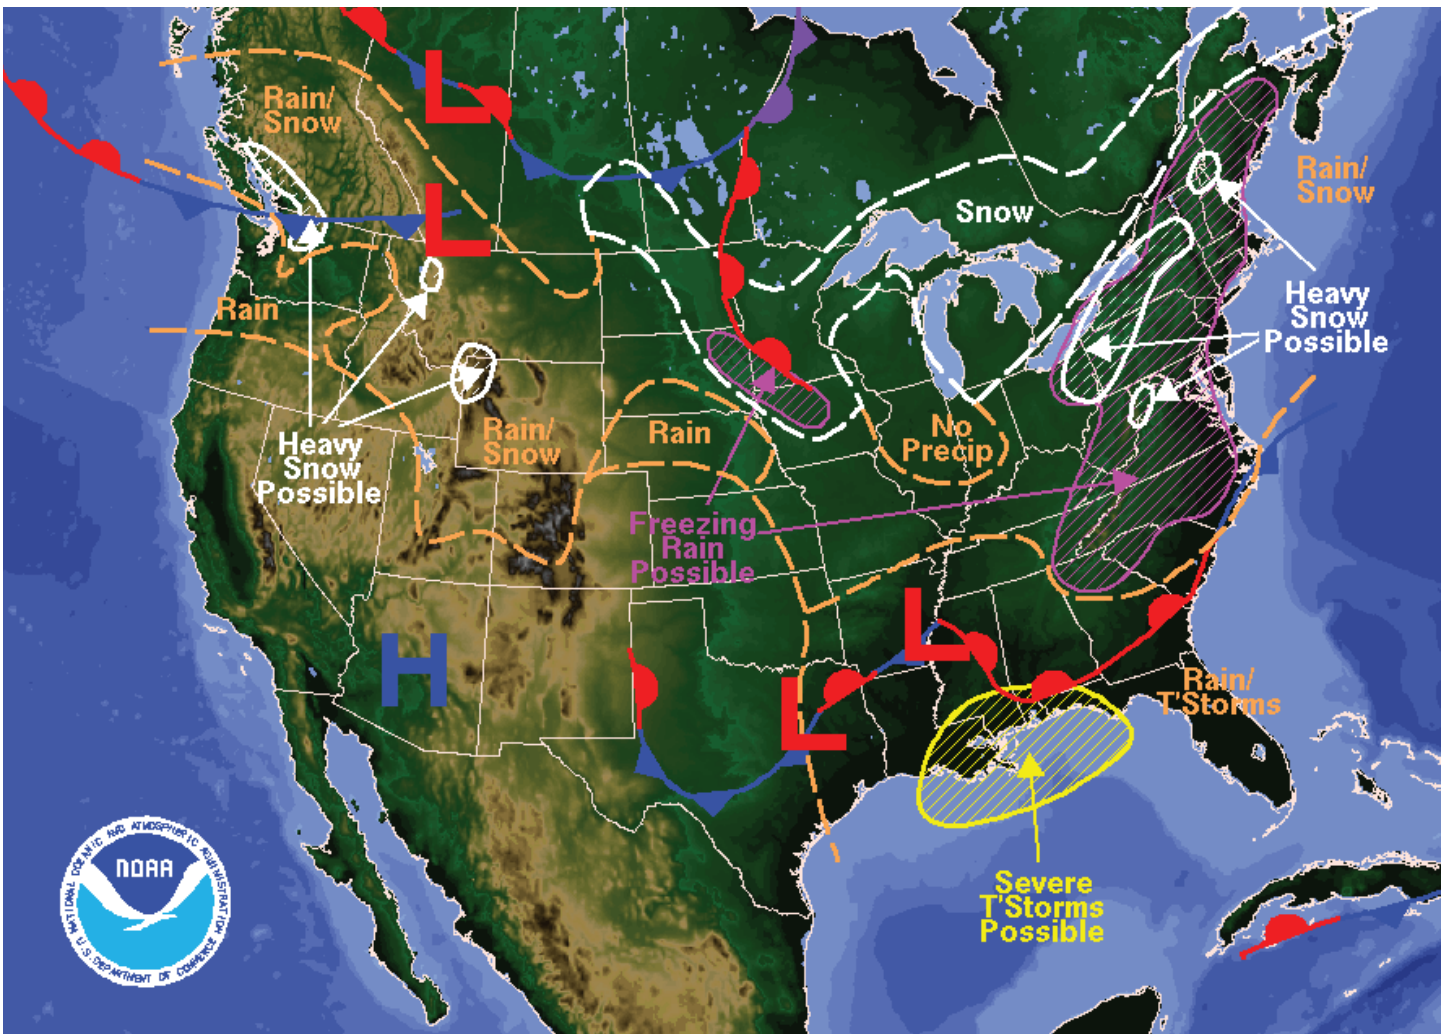 L
Rain/
Snow
L
Rain
Snow
Rain/
Snow
Heavy
Snow
Possible
Heavy
Snow
Possible
Rain/
Snow
Rain
No
Precip
Freezing
Rain
Possible
L
H
L
Rain/
T'Storms
Severe
T'Storms
Possible
NATIONAL OCEANIC AND ATMOSPHERIC ADMINISTRATION
NOAA
U.S. DEPARTMENT OF COMMERCE